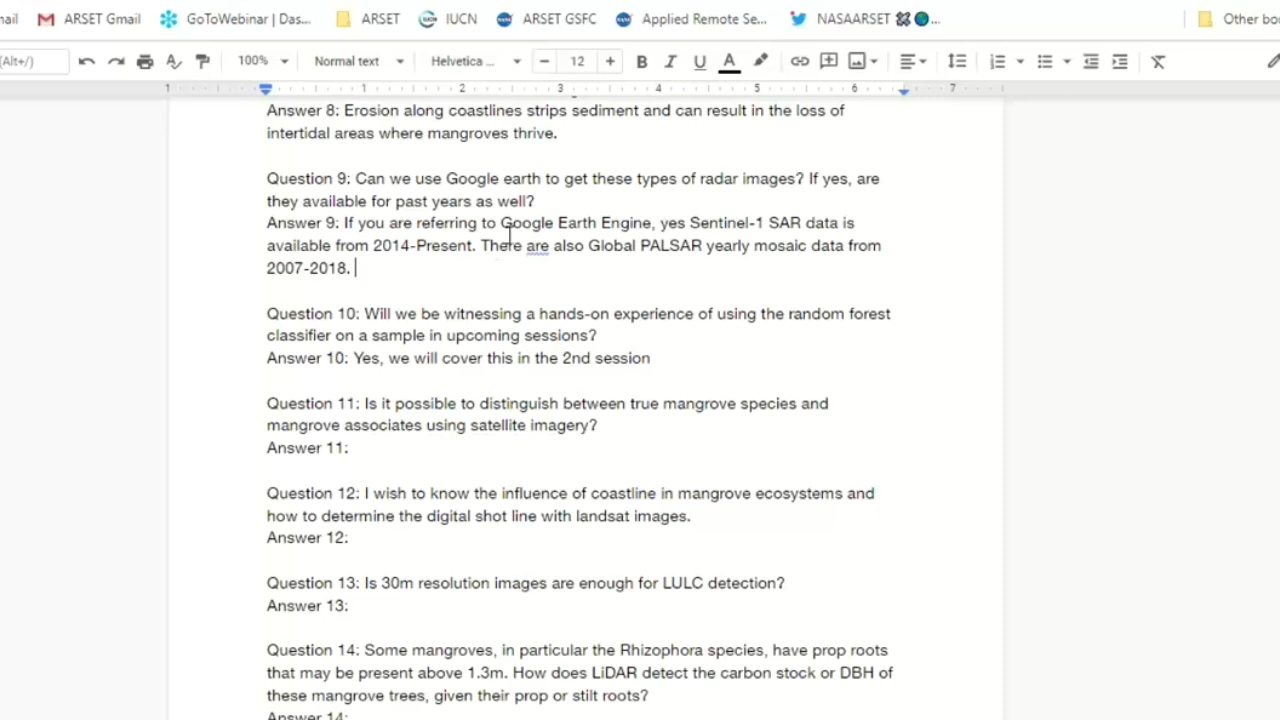 ail
ARSET Gmail
GoToWebinar | Das...
ARSET
IUCN
ARSET GSFC
Applied Remote Se...
NASAARSET
...
Other bo
(Alt+/)
100%
Normal text
Helvetica ...
12
B I U A
1 1 2 3 4 5 6 7
Answer 8: Erosion along coastlines strips sediment and can result in the loss of
intertidal areas where mangroves thrive.
Question 9: Can we use Google earth to get these types of radar images? If yes, are
they available for past years as well?
Answer 9: If you are referring to Google Earth Engine, yes Sentinel-1 SAR data is
available from 2014-Present. There are also Global PALSAR yearly mosaic data from
2007-2018.
Question 10: Will we be witnessing a hands-on experience of using the random forest
classifier on a sample in upcoming sessions?
Answer 10: Yes, we will cover this in the 2nd session
Question 11: Is it possible to distinguish between true mangrove species and
mangrove associates using satellite imagery?
Answer 11:
Question 12: I wish to know the influence of coastline in mangrove ecosystems and
how to determine the digital shot line with landsat images.
Answer 12:
Question 13: Is 30m resolution images are enough for LULC detection?
Answer 13:
Question 14: Some mangroves, in particular the Rhizophora species, have prop roots
that may be present above 1.3m. How does LiDAR detect the carbon stock or DBH of
these mangrove trees, given their prop or stilt roots?
Answer 14: